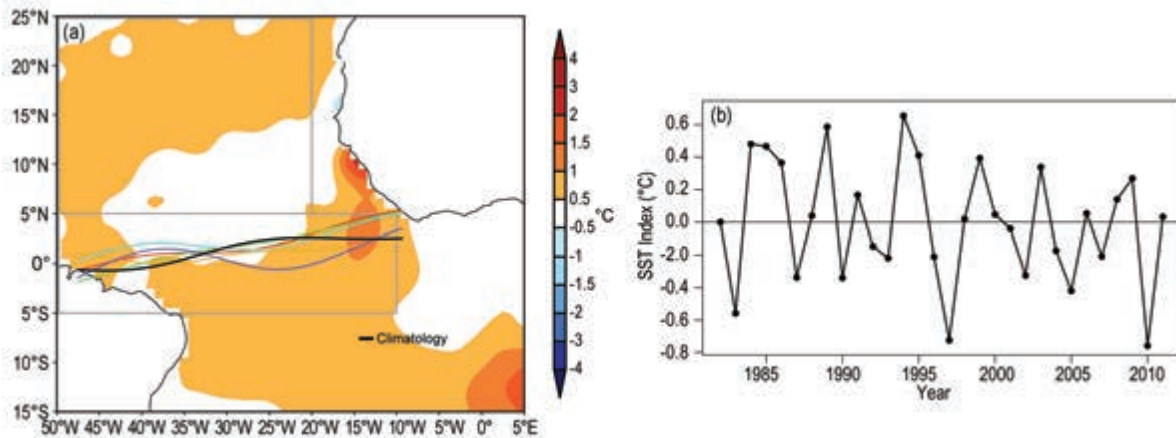 (a)
25°N
20°N
15°N
10°N
5°N
0°
5°S
10°S
15°S
50°W 45°W 40°W 35°W 30°W 25°W 20°W 15°W 10°W 5°W 0° 5°E
Climatology
4
3
2
1.5
1
0.5
-0.5
-1
-2
-3
-4
°C
(b)
SST Index (°C)
0.6
0.4
0.2
0.0
-0.2
-0.4
-0.6
-0.8
1985 1990 1995 2000 2005 2010
Year